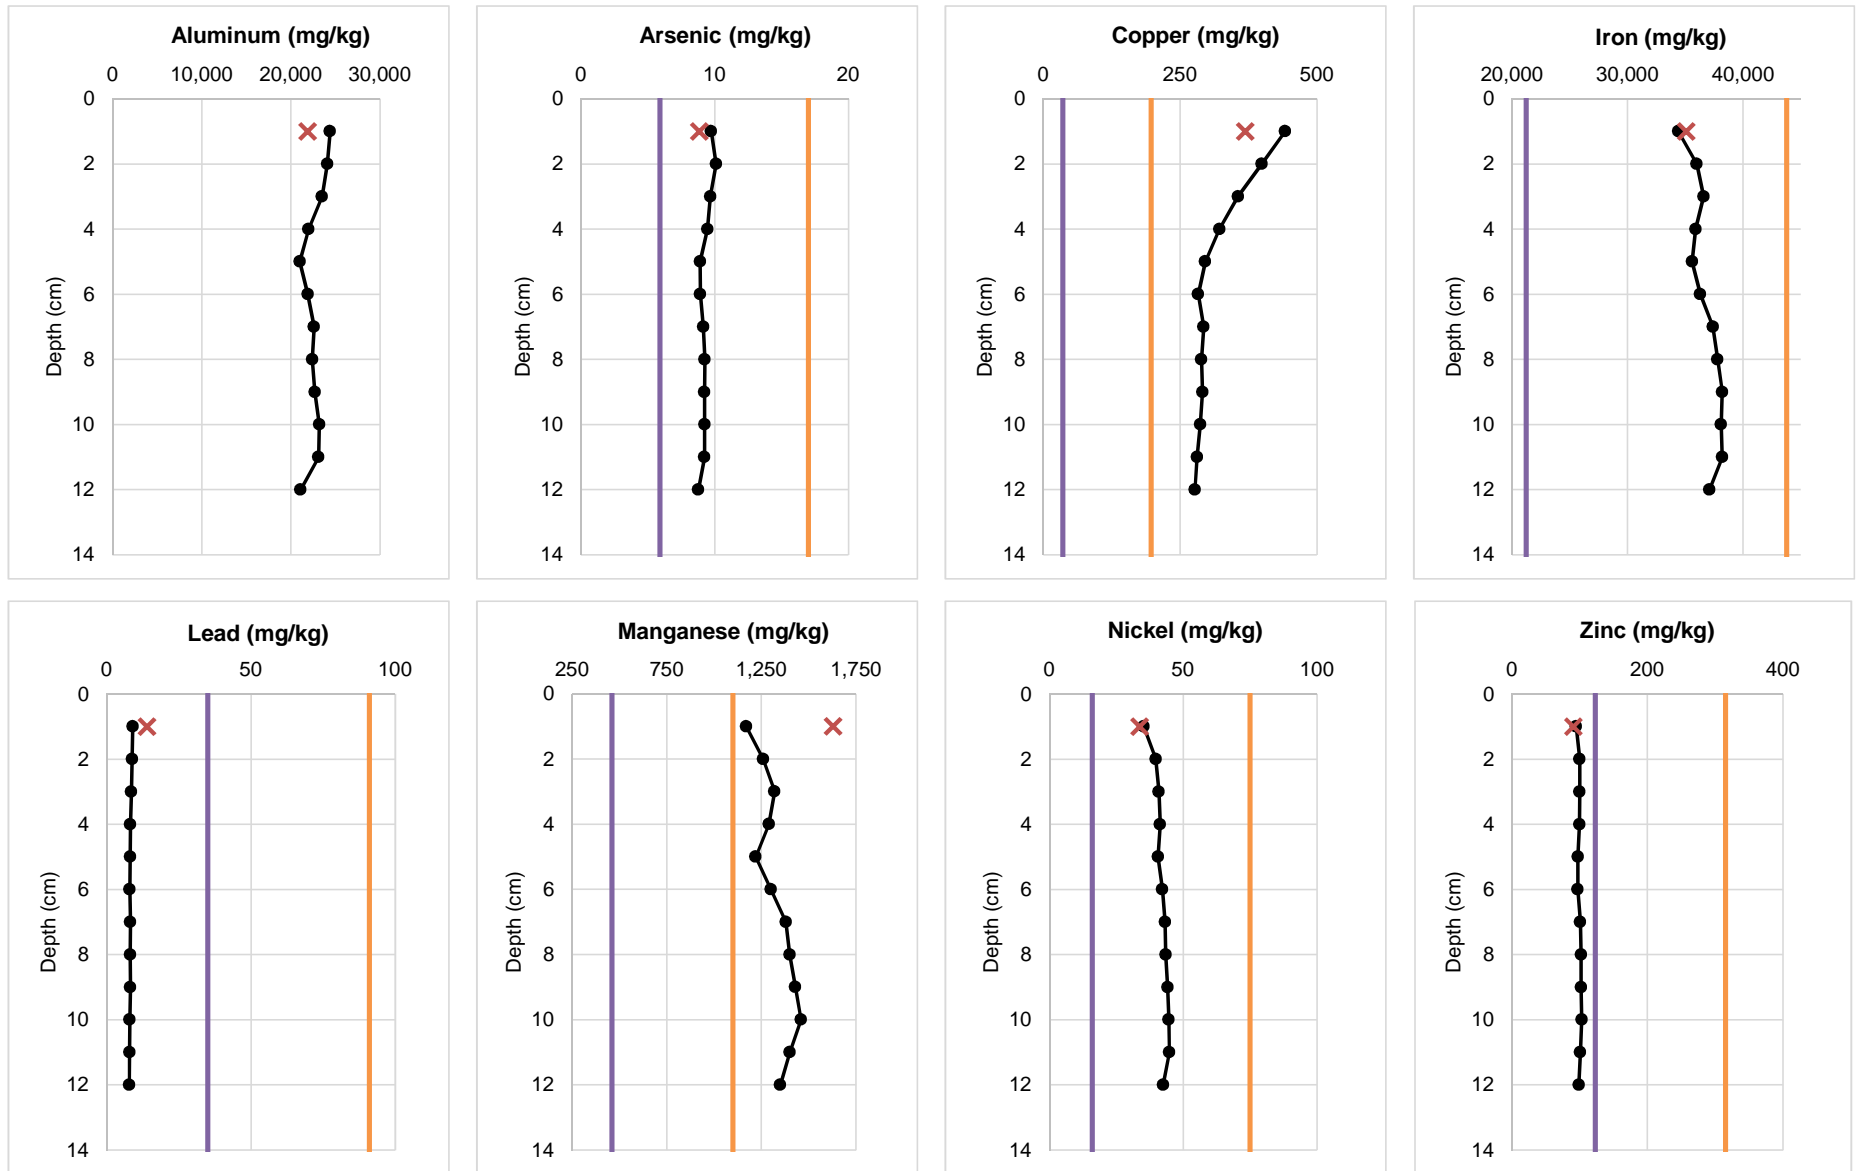 Aluminum (mg/kg)
0 10,000 20,000 30,000
0
2
4
6
8
10
12
14
Depth (cm)
Arsenic (mg/kg)
0 10 20
0
2
4
6
8
10
12
14
Depth (cm)
Copper (mg/kg)
0 250 500
0
2
4
6
8
10
12
14
Depth (cm)
Iron (mg/kg)
20,000 30,000 40,000
0
2
4
6
8
10
12
14
Depth (cm)
Lead (mg/kg)
0 50 100
0
2
4
6
8
10
12
14
Depth (cm)
Manganese (mg/kg)
250 750 1,250 1,750
0
2
4
6
8
10
12
14
Depth (cm)
Nickel (mg/kg)
0 50 100
0
2
4
6
8
10
12
14
Depth (cm)
Zinc (mg/kg)
0 200 400
0
2
4
6
8
10
12
14
Depth (cm)